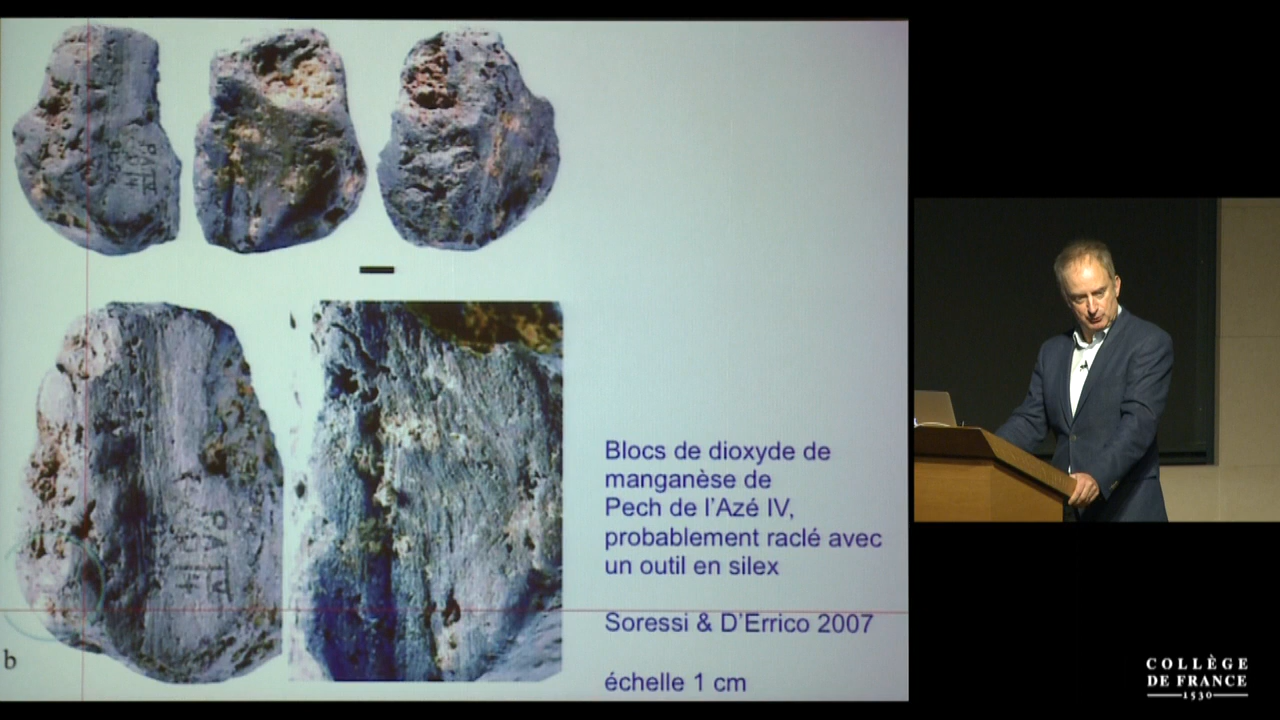 b
Blocs de dioxyde de
manganèse de
Pech de l'Azé IV,
probablement raclé avec
un outil en silex
Soressi & D'Errico 2007
échelle 1 cm
COLLÈGE
DE FRANCE
1530